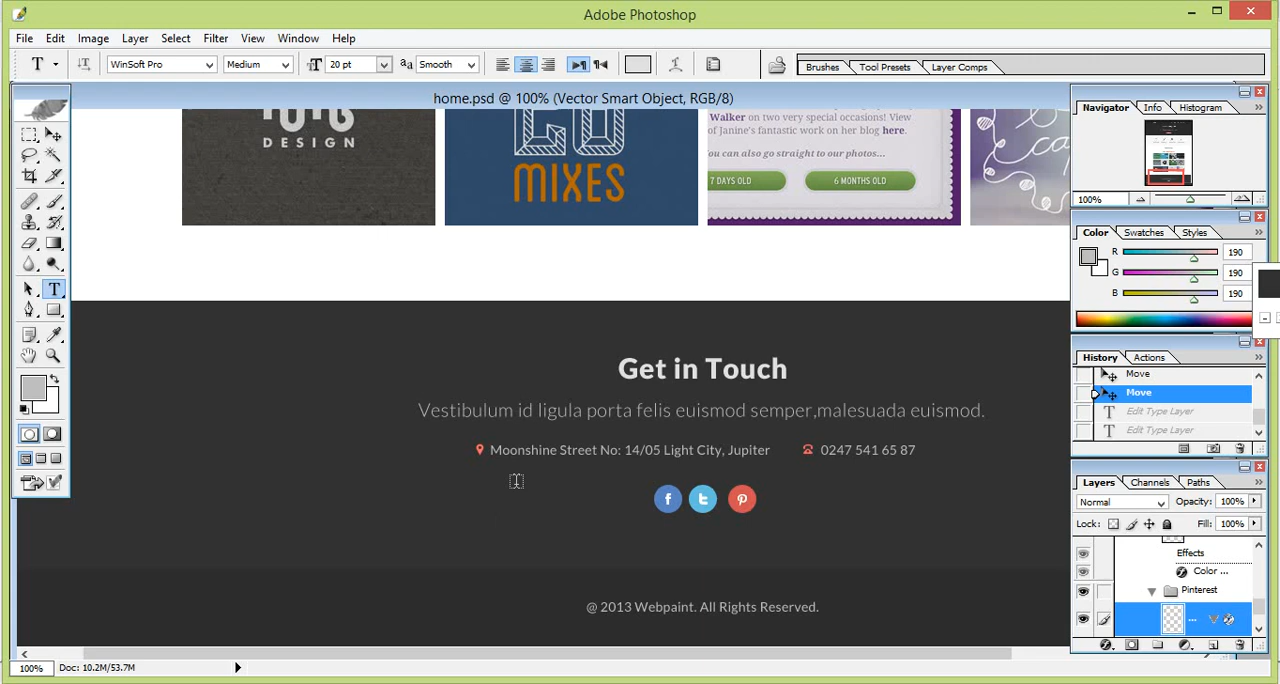 Adobe Photoshop
File Edit Image Layer Select Filter View Window Help
T WinSoft Pro Medium 20 pt aa Smooth Brushes Tool Presets Layer Comps
home.psd @ 100% (Vector Smart Object, RGB/8)
DESIGN
MIXES
Walker on two very special occasions! View
of Janine's fantastic work on her blog here.
You can also go straight to our photos...
7 DAYS OLD 6 MONTHS OLD
Get in Touch
Vestibulum id ligula porta felis euismod semper,malesuada euismod.
Moonshine Street No: 14/05 Light City, Jupiter 0247 541 65 87
@ 2013 Webpaint. All Rights Reserved.
100% Doc: 10.2M/53.7M
Navigator Info Histogram
100%
Color Swatches Styles
R 190
G 190
B 190
History Actions
Move
Move
Edit Type Layer
Edit Type Layer
Layers Channels Paths
Normal Opacity: 100%
Lock: Fill: 100%
Effects
Color ...
Pinterest
...